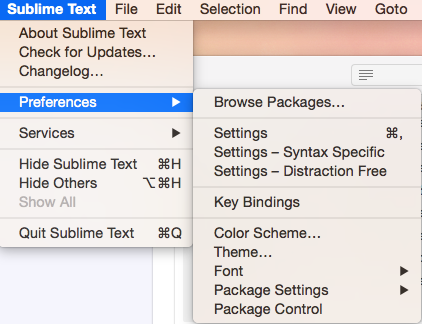 Sublime Text File Edit Selection Find View Goto
About Sublime Text
Check for Updates...
Changelog...
Preferences
Services
Hide Sublime Text ⌘H
Hide Others ⌥⌘H
Show All
Quit Sublime Text ⌘Q
Browse Packages...
Settings ⌘,
Settings – Syntax Specific
Settings – Distraction Free
Key Bindings
Color Scheme...
Theme...
Font
Package Settings
Package Control